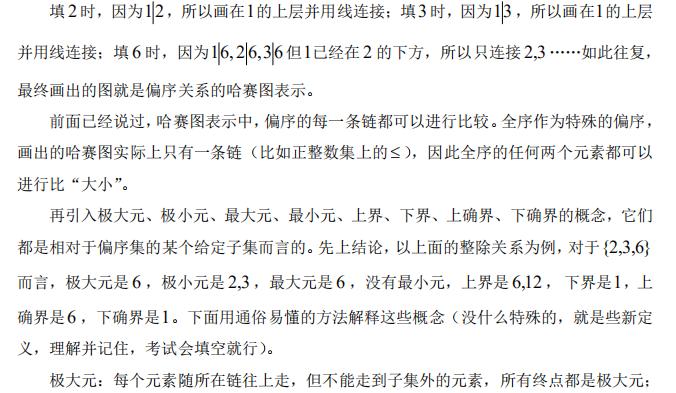 填2时，因为1|2，所以画在1的上层并用线连接；填3时，因为1|3，所以画在1的上层
并用线连接；填6时，因为1|6, 2|6, 3|6但1已经在2的下方，所以只连接2,3……如此往复，
最终画出的图就是偏序关系的哈赛图表示。
前面已经说过，哈赛图表示中，偏序的每一条链都可以进行比较。全序作为特殊的偏序，
画出的哈赛图实际上只有一条链（比如正整数集上的≤），因此全序的任何两个元素都可以
进行比“大小”。
再引入极大元、极小元、最大元、最小元、上界、下界、上确界、下确界的概念，它们
都是相对于偏序集的某个给定子集而言的。先上结论，以上面的整除关系为例，对于{2,3,6}
而言，极大元是6，极小元是2,3，最大元是6，没有最小元，上界是6,12，下界是1，上
确界是6，下确界是1。下面用通俗易懂的方法解释这些概念（没什么特殊的，就是些新定
义，理解并记住，考试会填空就行）。
极大元：每个元素随所在链往上走，但不能走到子集外的元素，所有终点都是极大元；